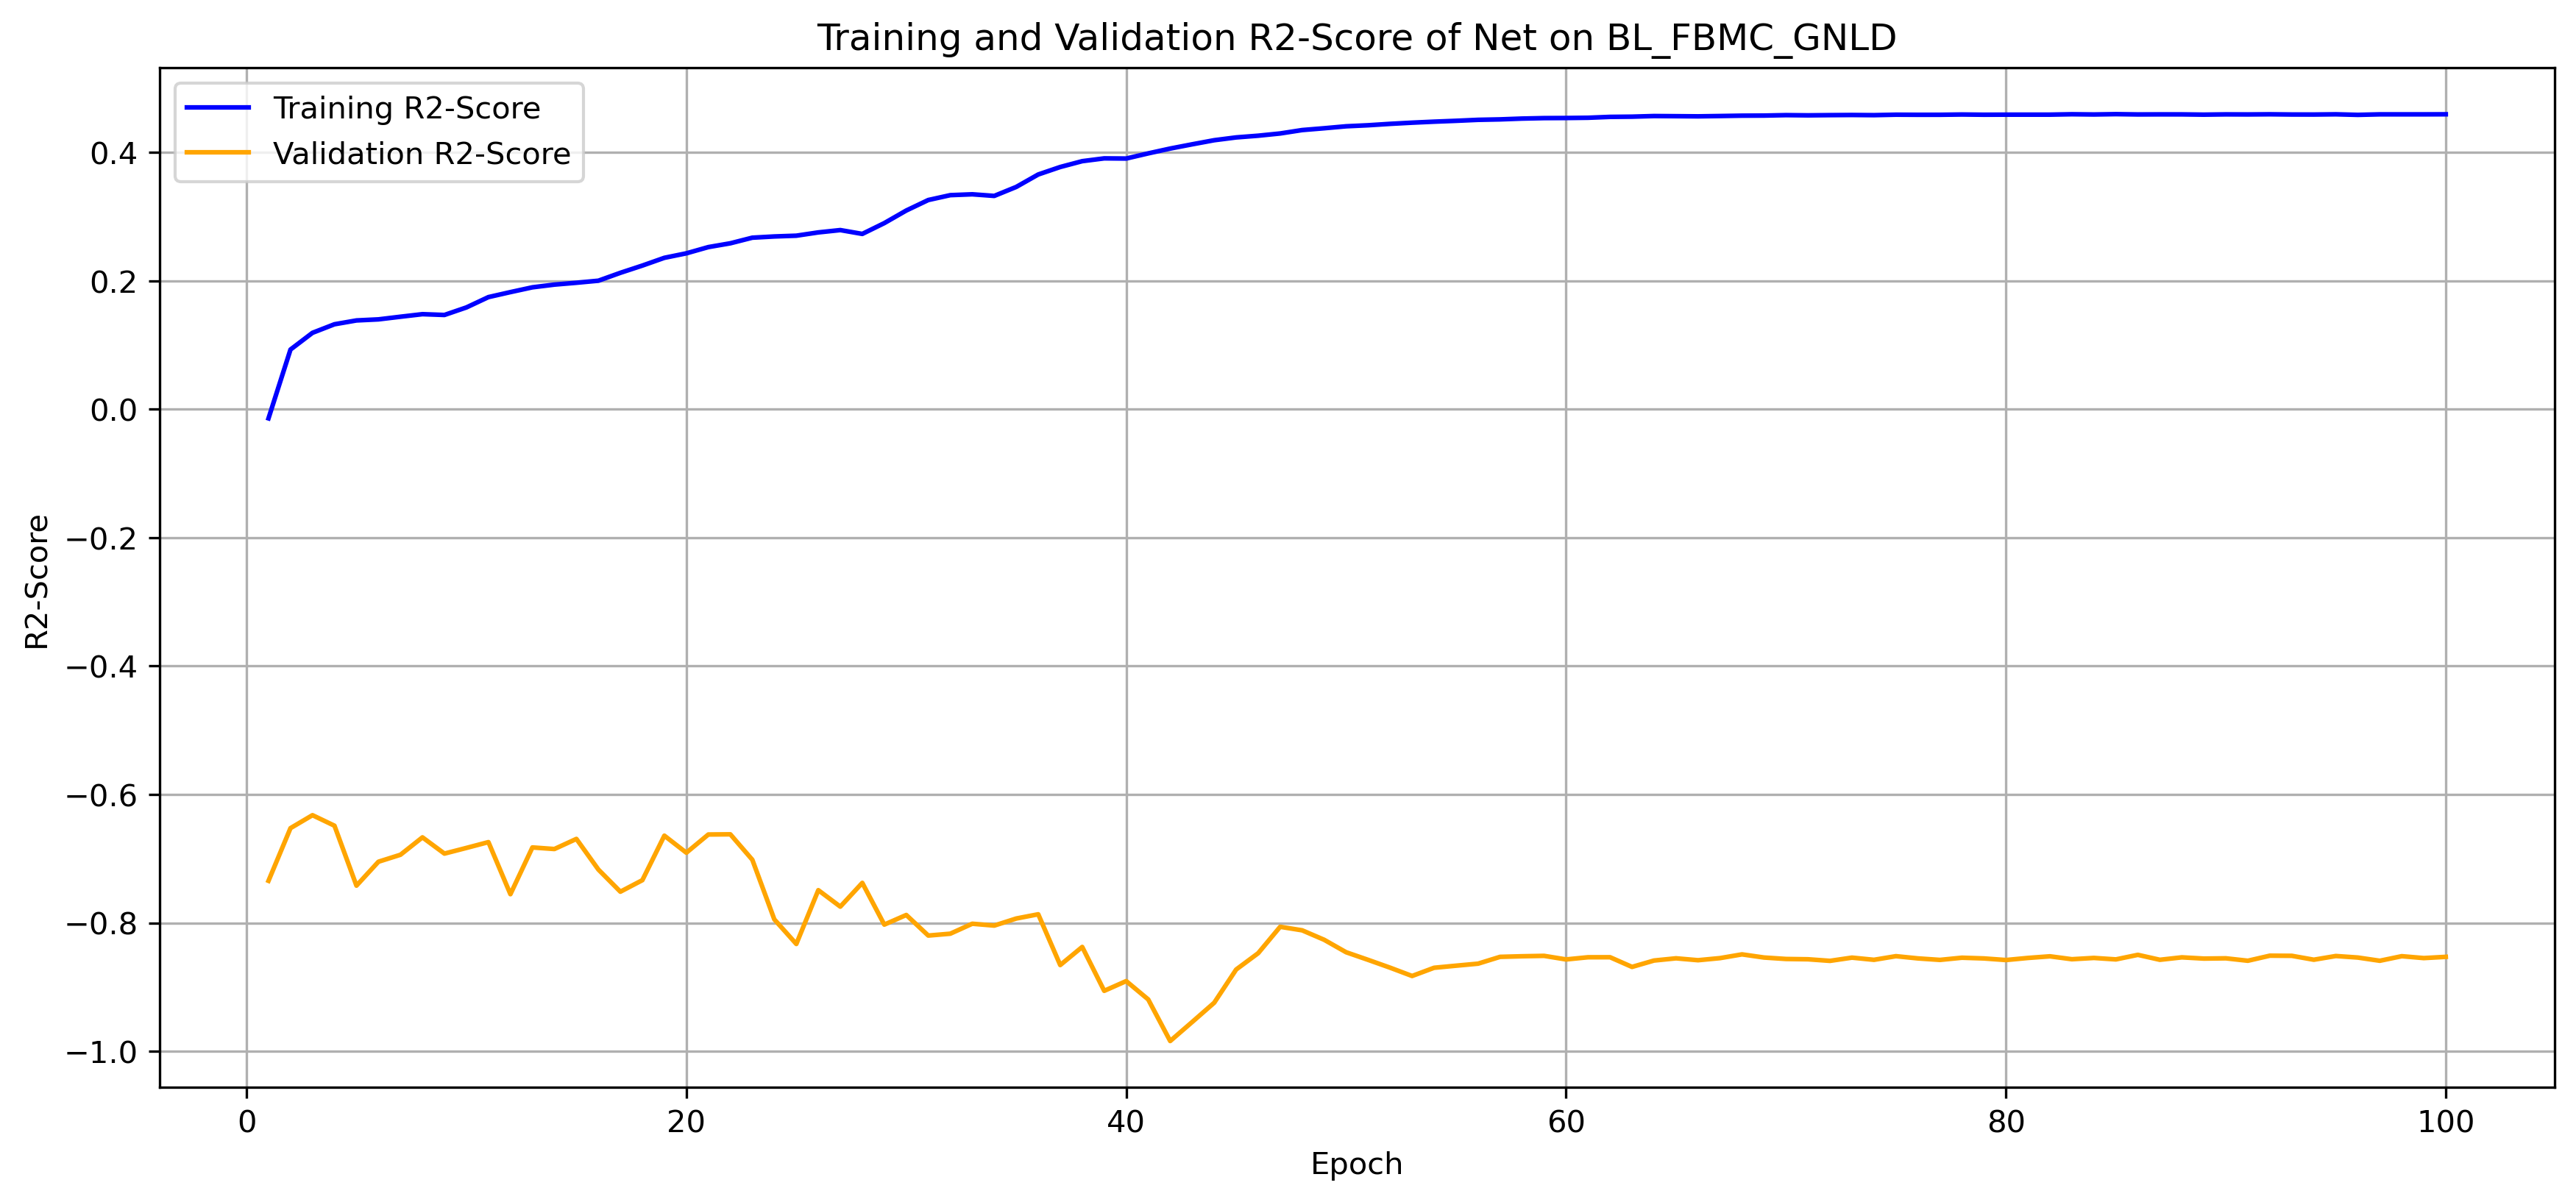 Training and Validation R2-Score of Net on BL_FBMC_GNLD
Training R2-Score
Validation R2-Score
R2-Score
0.4
0.2
0.0
−0.2
−0.4
−0.6
−0.8
−1.0
0 20 40 60 80 100
Epoch